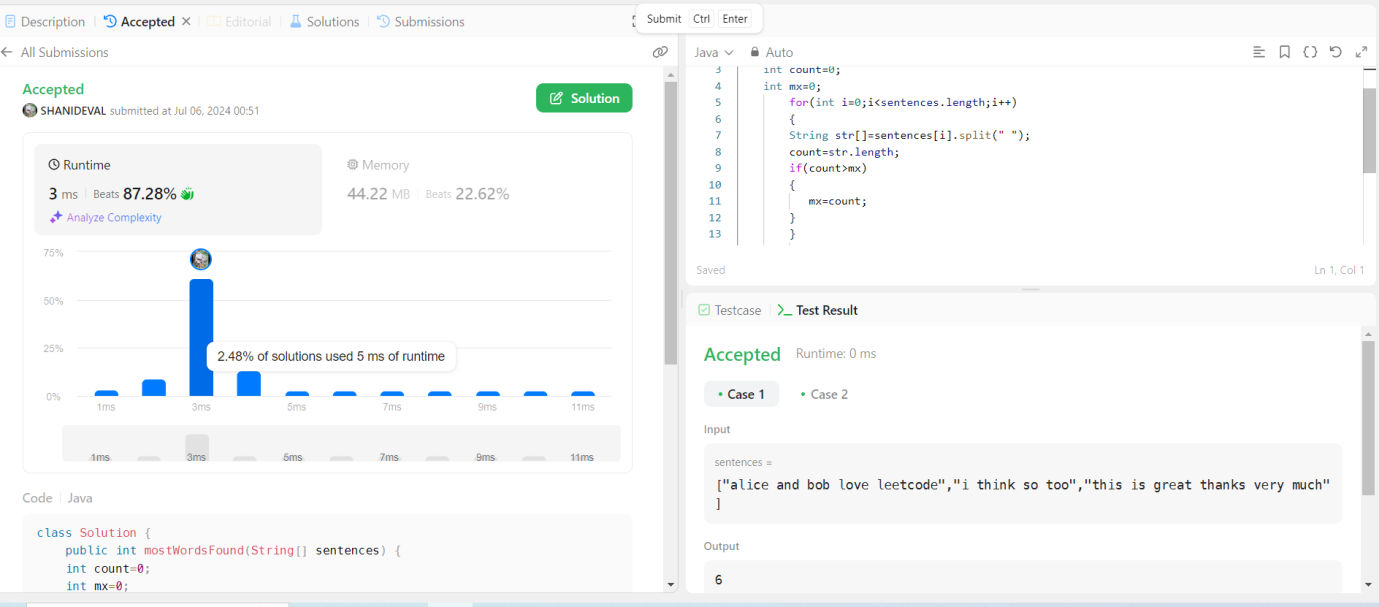 Description
Accepted
Editorial
Solutions
Submissions
Submit Ctrl Enter
All Submissions
Accepted
SHANIDEVAL submitted at Jul 06, 2024 00:51
Solution
Runtime
3 ms Beats 87.28%
Analyze Complexity
Memory
44.22 MB Beats 22.62%
75%
50%
25%
0%
2.48% of solutions used 5 ms of runtime
1ms 3ms 5ms 7ms 9ms 11ms
1ms 3ms 5ms 7ms 9ms 11ms
Code Java
class Solution {
public int mostWordsFound(String[] sentences) {
int count=0;
int mx=0;
Java Auto
3 int count=0;
4 int mx=0;
5 for(int i=0;i<sentences.length;i++)
6 {
7 String str[]=sentences[i].split(" ");
8 count=str.length;
9 if(count>mx)
10 {
11 mx=count;
12 }
13 }
Saved
Ln 1, Col 1
Testcase
Test Result
Accepted Runtime: 0 ms
Case 1
Case 2
Input
sentences =
["alice and bob love leetcode","i think so too","this is great thanks very much"
]
Output
6